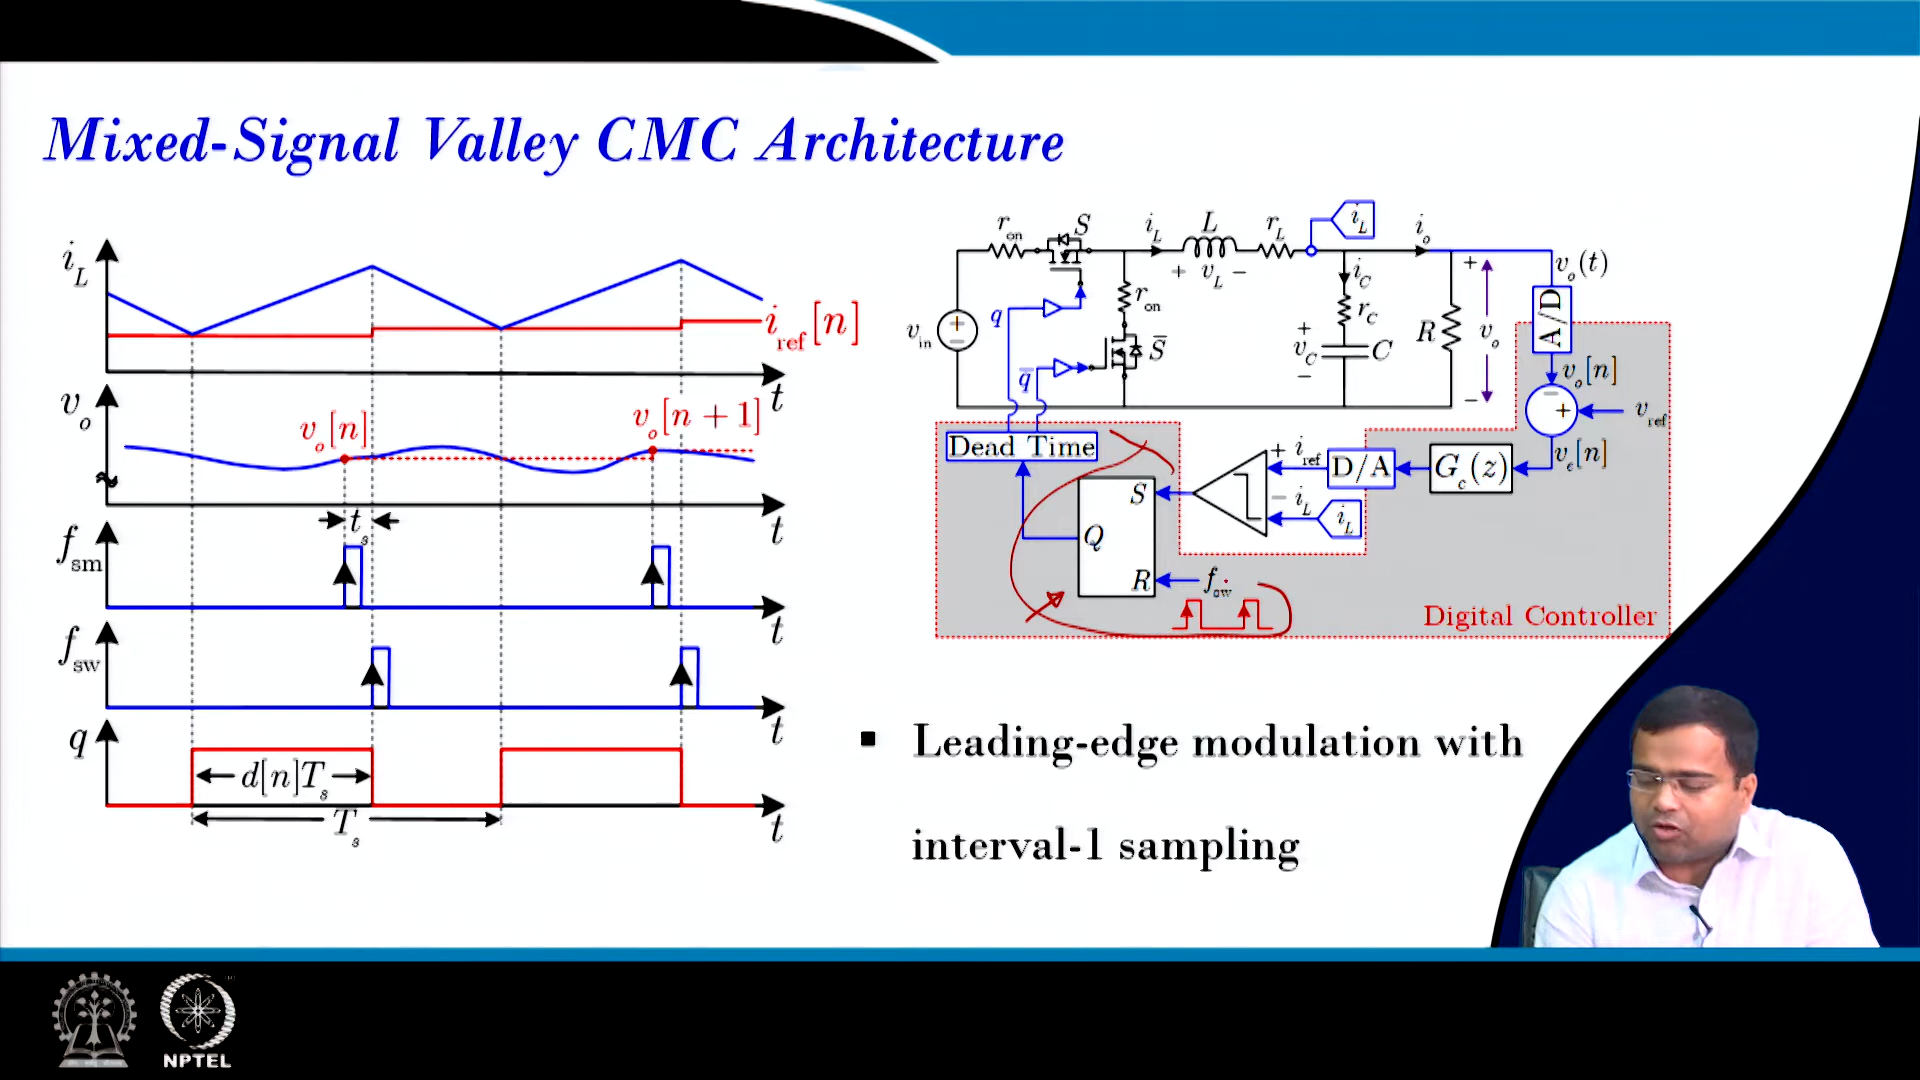 Mixed-Signal Valley CMC Architecture
i_L
i_ref[n]
t
v_o
v_o[n]
v_o[n + 1]
t_s
t
f_sm
t
f_sw
t
q
d[n]T_s
T_s
t
r_on
S
i_L
L
r_L
i_L
i_o
+ v_L −
i_C
+
v_o(t)
q
r_on
r_C
A/D
v_in
+
−
S̅
+
v_C
−
C
R
v_o
q̅
−
v_o[n]
−
+
v_ref
Dead Time
+ i_ref
D/A
G_c(z)
v_e[n]
S
− i_L
i_L
Q
R
f_sw
Digital Controller
▪ Leading-edge modulation with
interval-1 sampling
NPTEL